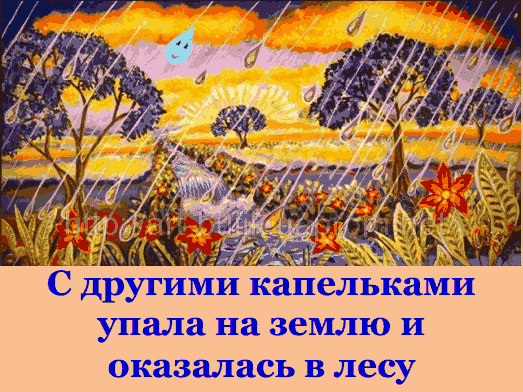 С другими капельками
упала на землю и
оказалась в лесу